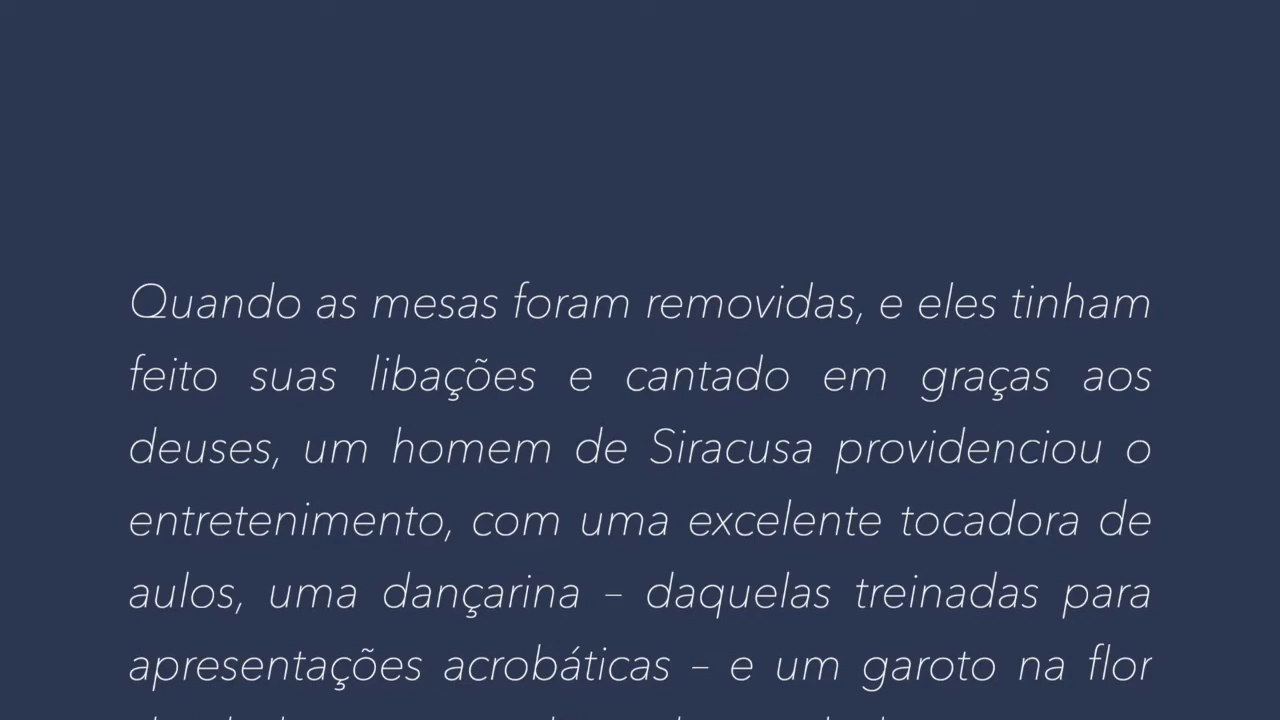 Quando as mesas foram removidas, e eles tinham
feito suas libações e cantado em graças aos
deuses, um homem de Siracusa providenciou o
entretenimento, com uma excelente tocadora de
aulos, uma dançarina – daquelas treinadas para
apresentações acrobáticas – e um garoto na flor